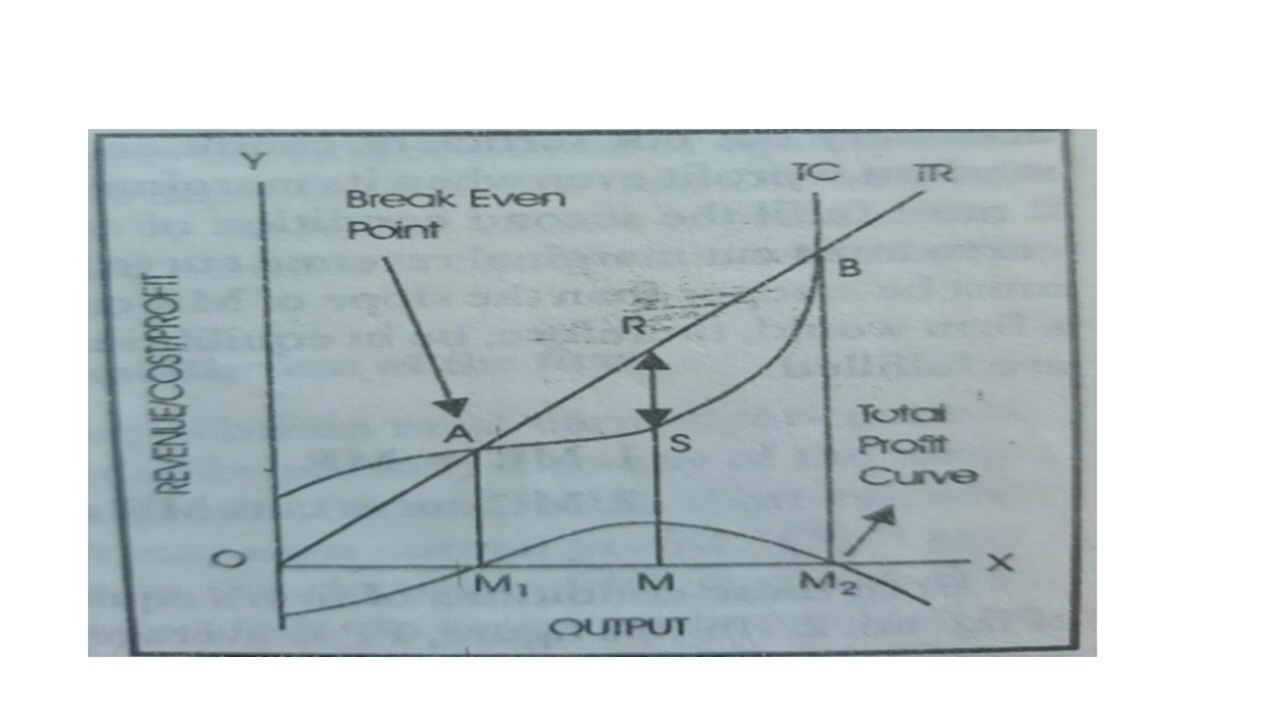 Y
TC
TR
Break Even
Point
B
R
REVENUE/COST/PROFIT
A
S
Total
Profit
Curve
O
X
M₁
M
M₂
OUTPUT